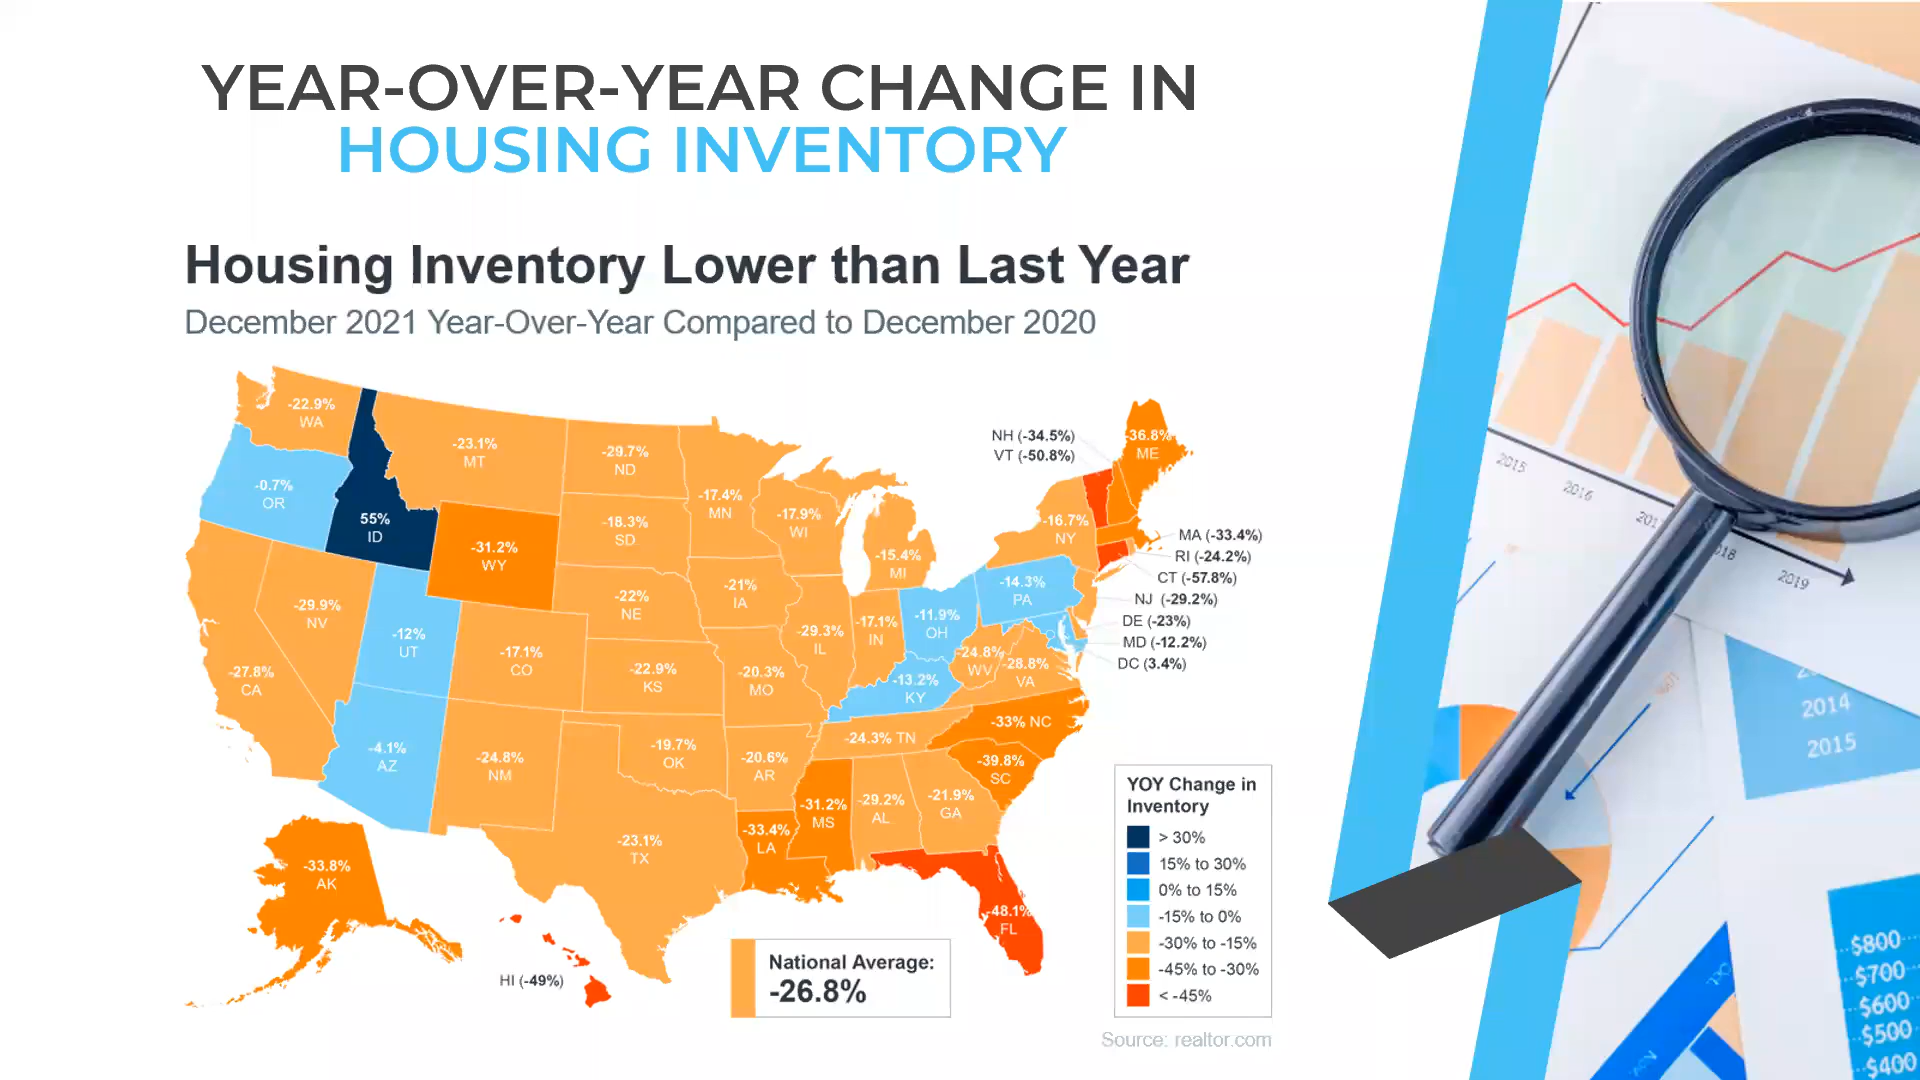 YEAR-OVER-YEAR CHANGE IN
HOUSING INVENTORY
Housing Inventory Lower than Last Year
December 2021 Year-Over-Year Compared to December 2020
-22.9%
WA
-0.7%
OR
55%
ID
-23.1%
MT
-31.2%
WY
-29.7%
ND
-18.3%
SD
-17.4%
MN
-17.9%
WI
-15.4%
MI
-16.7%
NY
NH (-34.5%)
VT (-50.8%)
-36.8%
ME
MA (-33.4%)
RI (-24.2%)
CT (-57.8%)
NJ (-29.2%)
DE (-23%)
MD (-12.2%)
DC (3.4%)
-27.8%
CA
-29.9%
NV
-12%
UT
-17.1%
CO
-22%
NE
-21%
IA
-29.3%
IL
-17.1%
IN
-11.9%
OH
-14.3%
PA
-24.8%
WV
-28.8%
VA
-13.2%
KY
-22.9%
KS
-20.3%
MO
-4.1%
AZ
-24.8%
NM
-19.7%
OK
-20.6%
AR
-24.3% TN
-33% NC
-39.8%
SC
-21.9%
GA
-29.2%
AL
-31.2%
MS
-33.4%
LA
-23.1%
TX
-48.1%
FL
-33.8%
AK
HI (-49%)
National Average:
-26.8%
YOY Change in
Inventory
> 30%
15% to 30%
0% to 15%
-15% to 0%
-30% to -15%
-45% to -30%
< -45%
Source: realtor.com
2015
2016
2019
2014
2015
$800
$700
$600
$500
$400